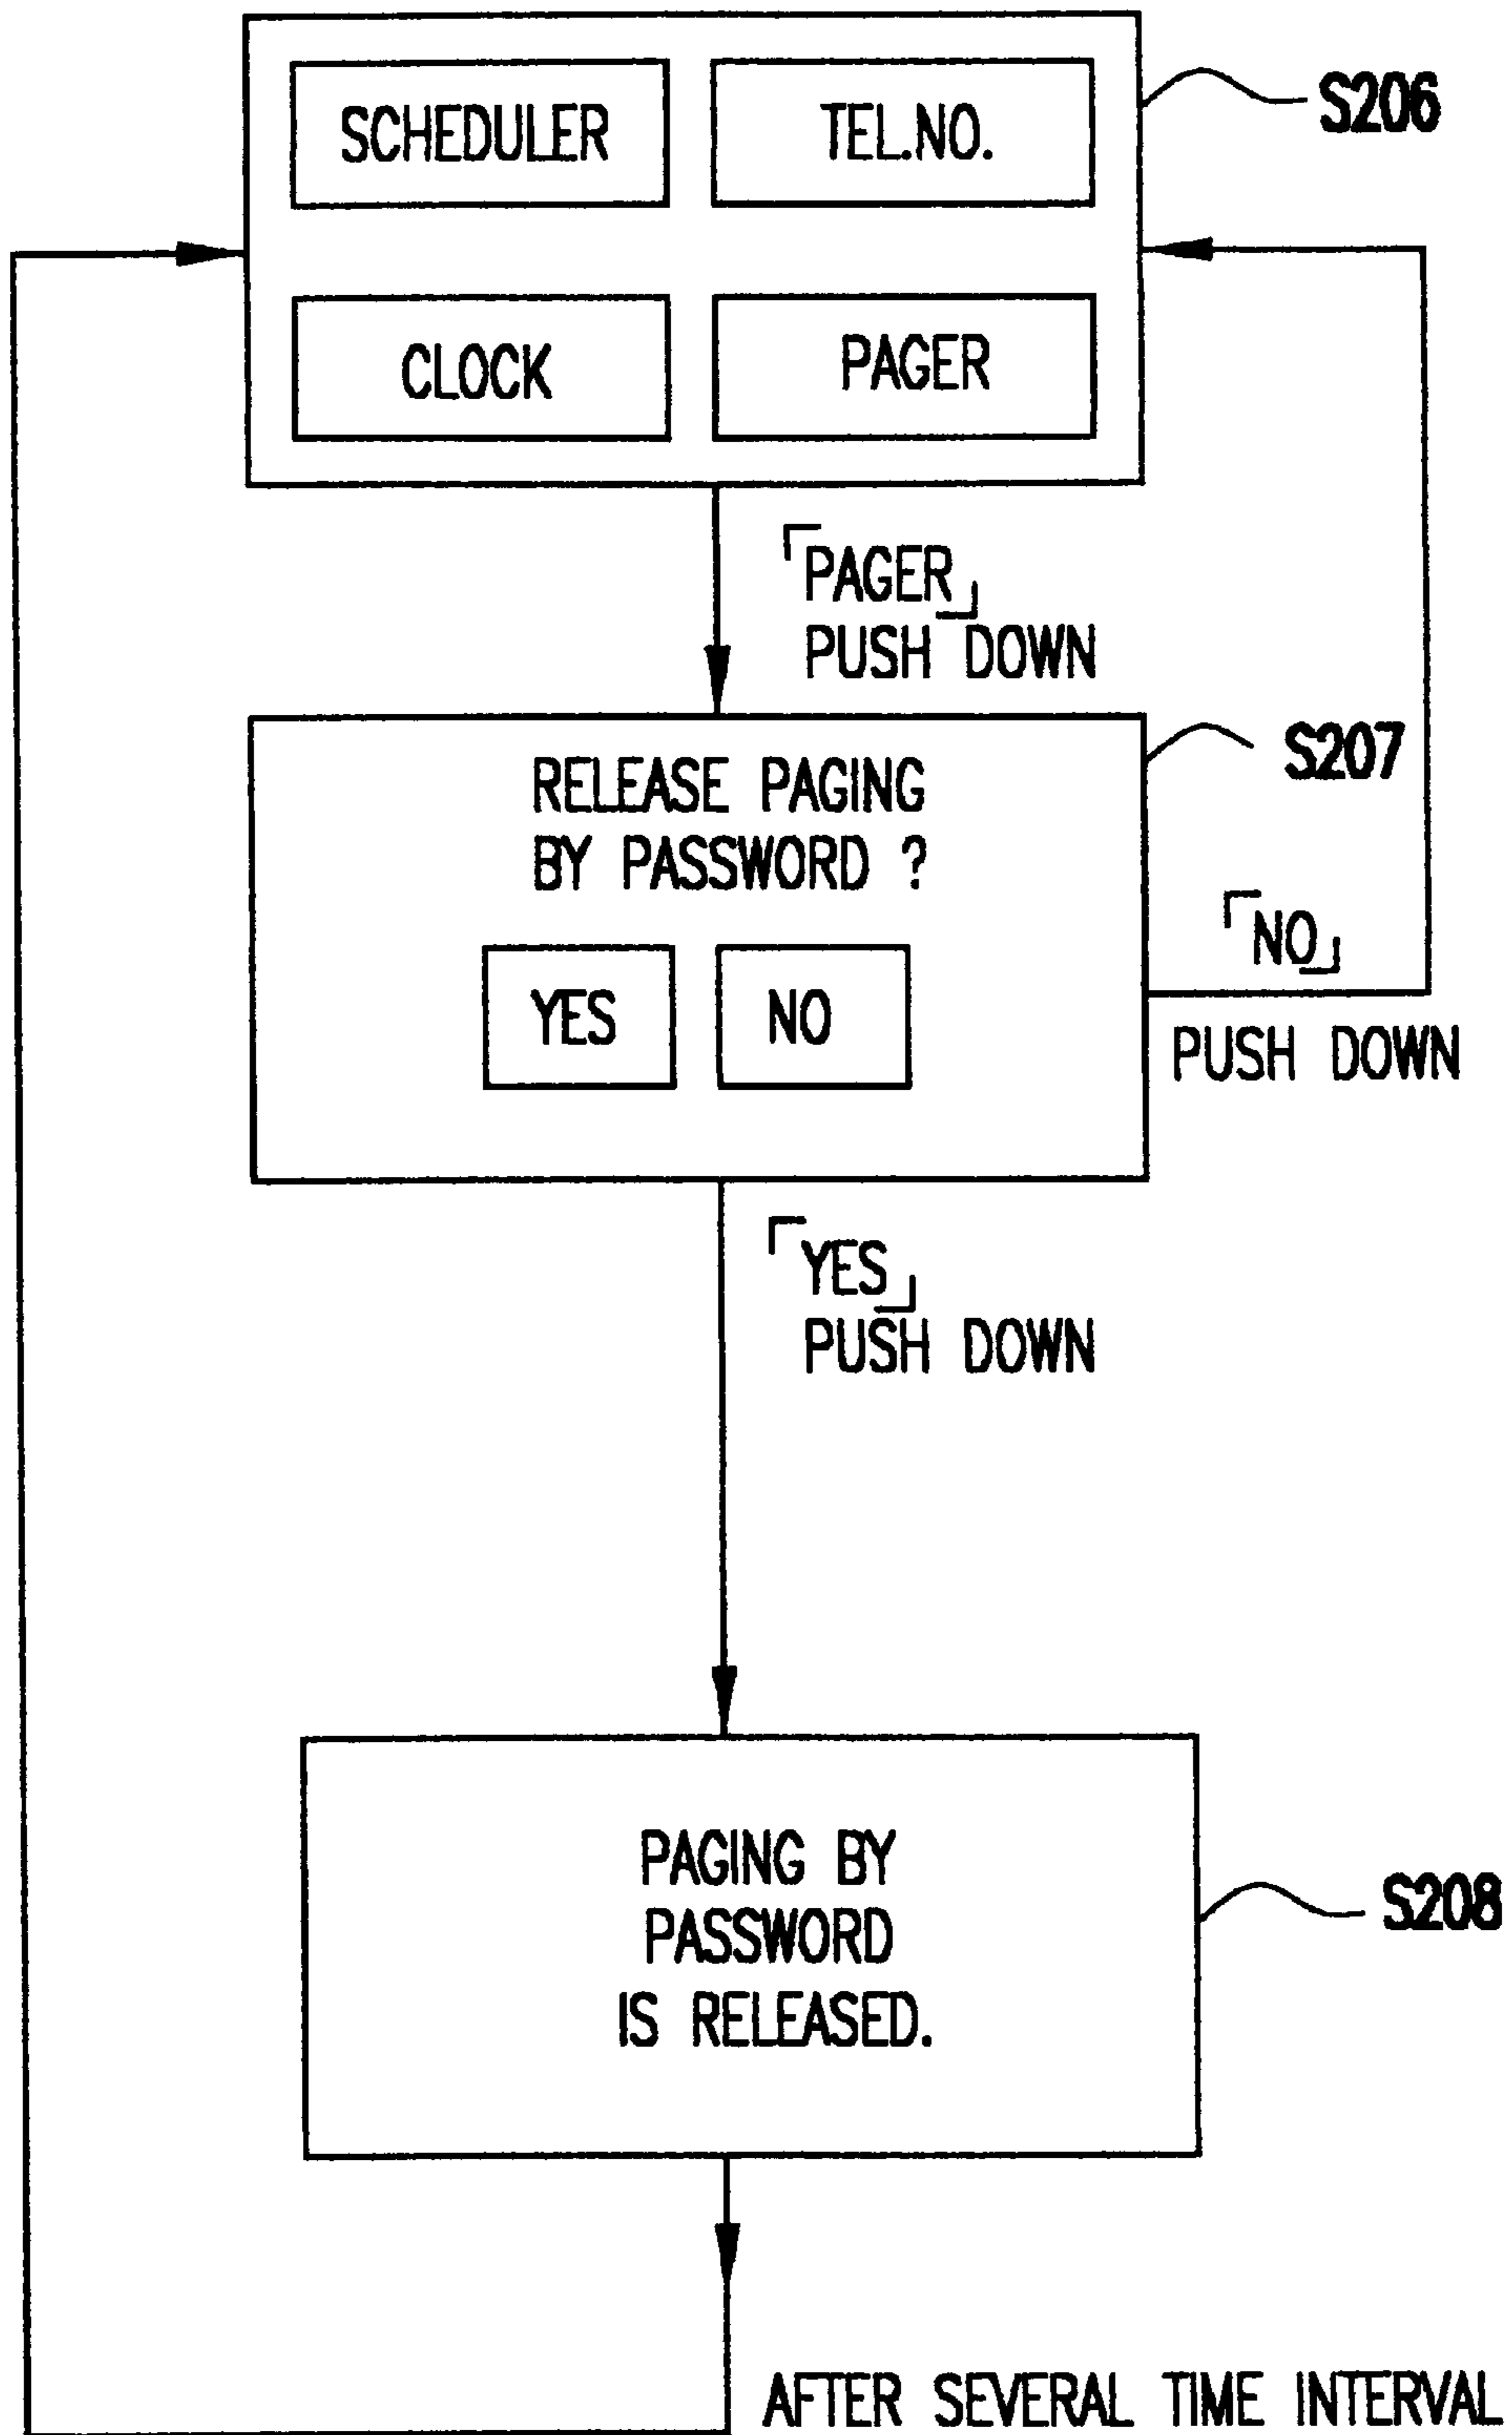 SCHEDULER
TEL.NO.
S206
CLOCK
PAGER
「PAGER」
PUSH DOWN
RELEASE PAGING
BY PASSWORD ?
S207
YES
NO
「NO」
PUSH DOWN
「YES」
PUSH DOWN
PAGING BY
PASSWORD
IS RELEASED.
S208
AFTER SEVERAL TIME INTERVAL